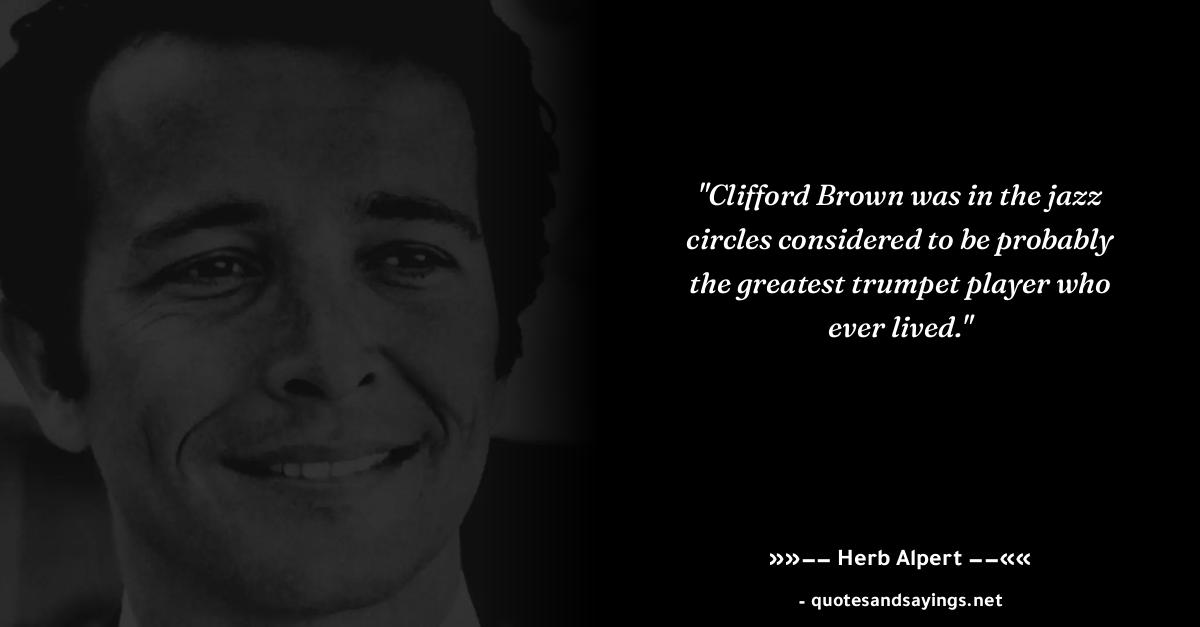 "Clifford Brown was in the jazz
circles considered to be probably
the greatest trumpet player who
ever lived."
»»−− Herb Alpert −−««
- quotesandsayings.net